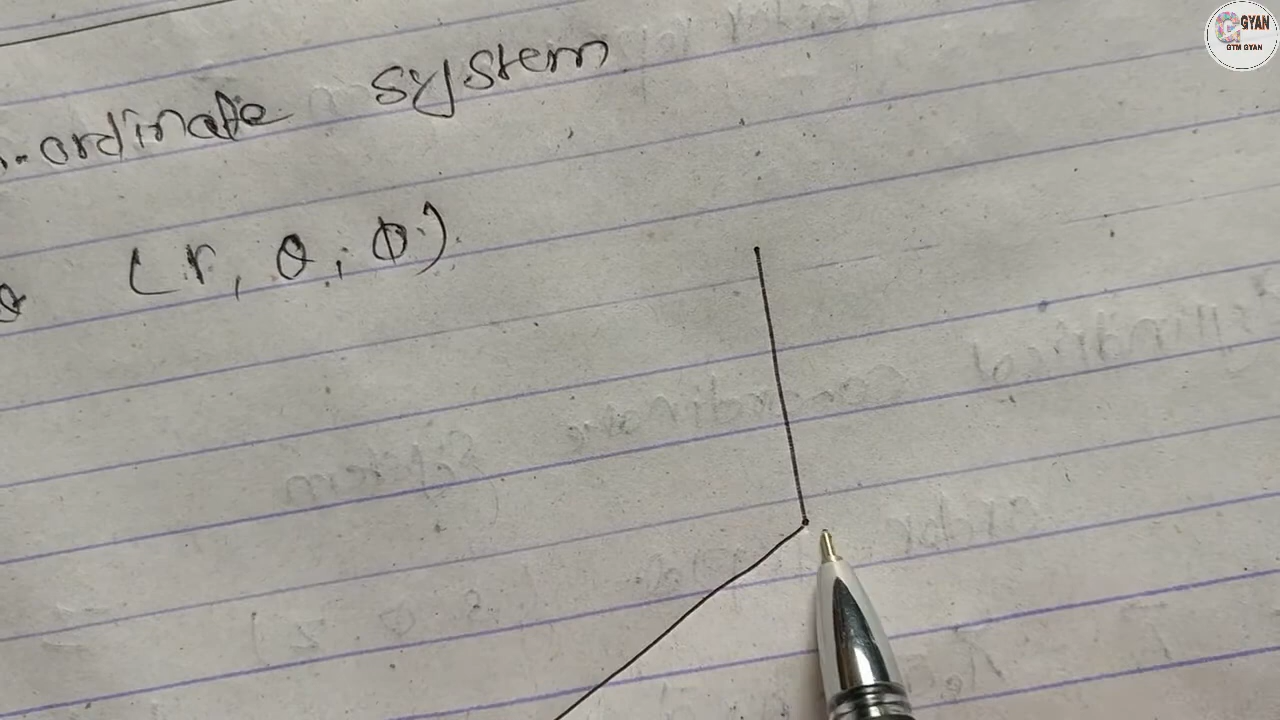 GYAN
GTM GYAN
-ordinate system
(r, θ, φ)